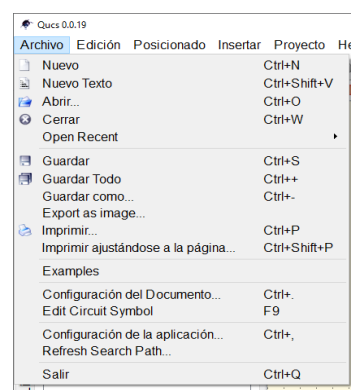 Qucs 0.0.19
Archivo Edición Posicionado Insertar Proyecto He
Nuevo Ctrl+N
Nuevo Texto Ctrl+Shift+V
Abrir... Ctrl+O
Cerrar Ctrl+W
Open Recent
Guardar Ctrl+S
Guardar Todo Ctrl++
Guardar como... Ctrl+-
Export as image...
Imprimir... Ctrl+P
Imprimir ajustándose a la página... Ctrl+Shift+P
Examples
Configuración del Documento... Ctrl+.
Edit Circuit Symbol F9
Configuración de la aplicación... Ctrl+,
Refresh Search Path...
Salir Ctrl+Q